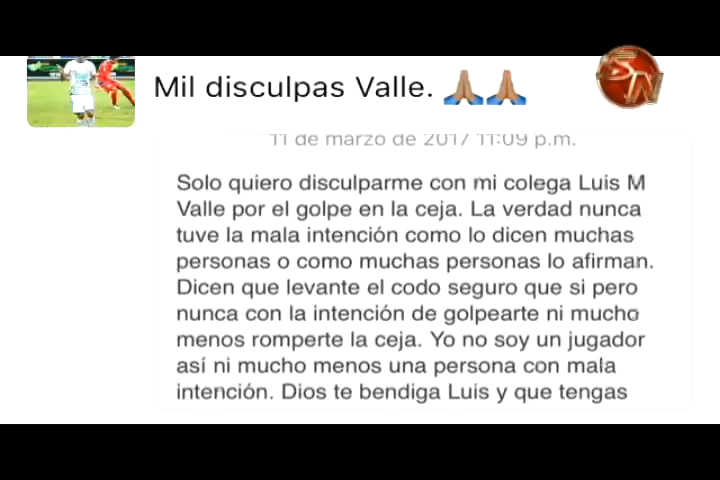 Mil disculpas Valle. 🙏🏽🙏🏽
11 de marzo de 2017 11:09 p.m.
Solo quiero disculparme con mi colega Luis M
Valle por el golpe en la ceja. La verdad nunca
tuve la mala intención como lo dicen muchas
personas o como muchas personas lo afirman.
Dicen que levante el codo seguro que si pero
nunca con la intención de golpearte ni mucho
menos romperte la ceja. Yo no soy un jugador
así ni mucho menos una persona con mala
intención. Dios te bendiga Luis y que tengas